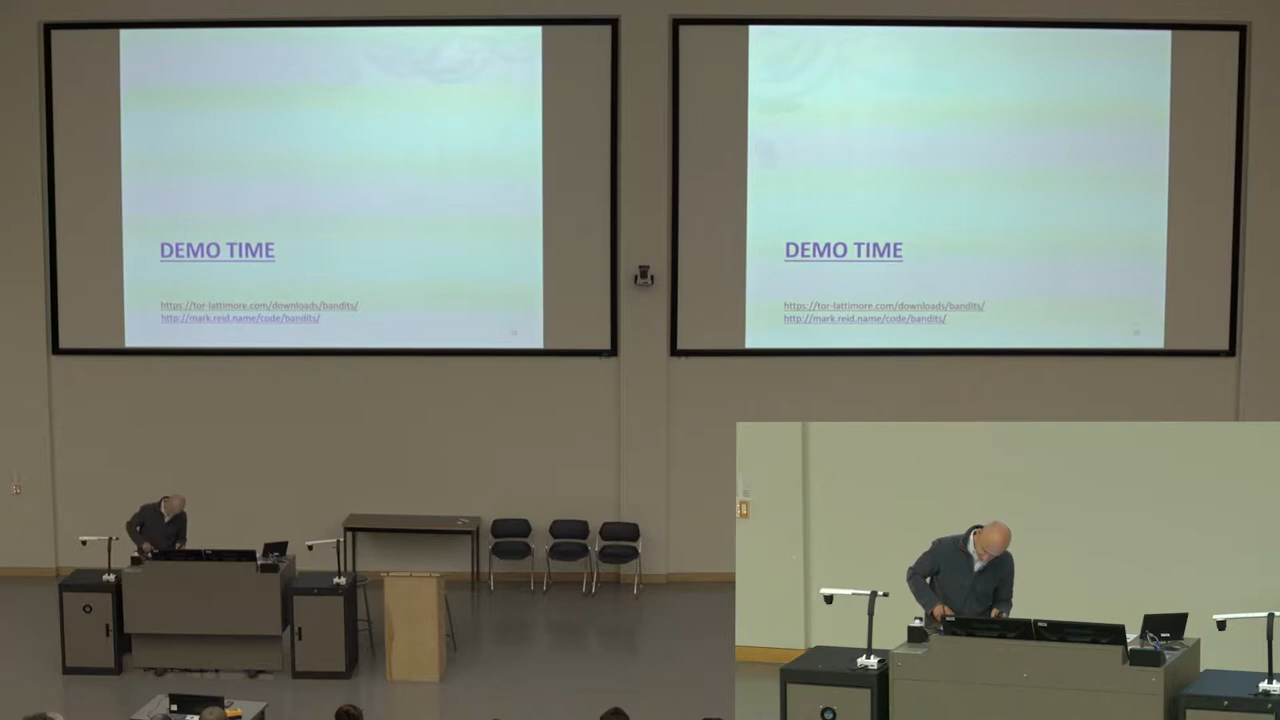 DEMO TIME
https://tor-lattimore.com/downloads/bandits/
http://mark.reid.name/code/bandits/
DEMO TIME
https://tor-lattimore.com/downloads/bandits/
http://mark.reid.name/code/bandits/